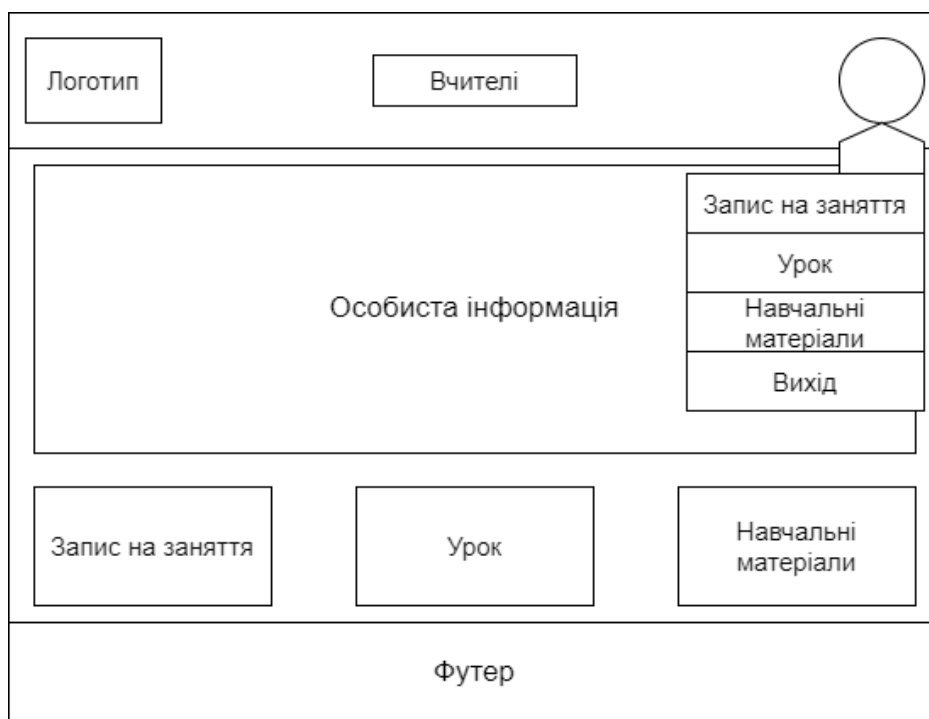 Логотип
Вчителі
Запис на заняття
Урок
Навчальні
матеріали
Вихід
Особиста інформація
Запис на заняття
Урок
Навчальні
матеріали
Футер